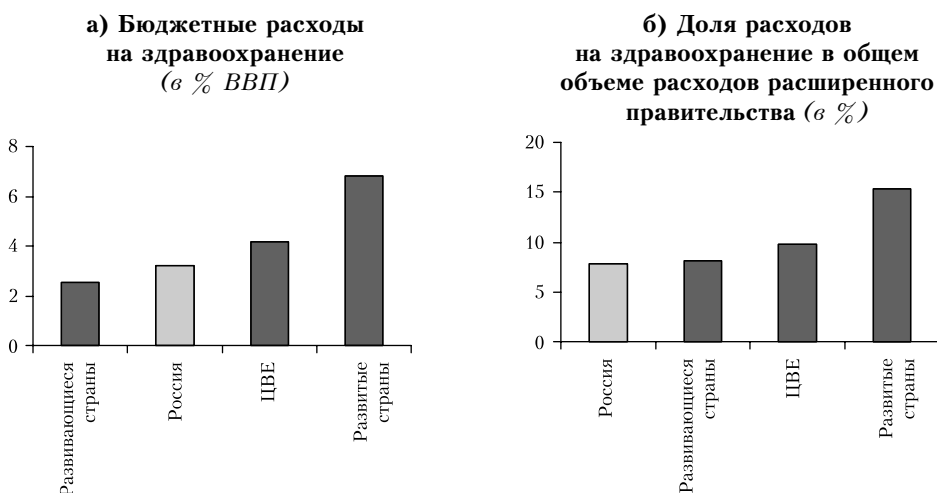 а) Бюджетные расходы
на здравоохранение
(в % ВВП)
8
6
4
2
0
Развивающиеся
страны
Россия
ЦВЕ
Развитые
страны
б) Доля расходов
на здравоохранение в общем
объеме расходов расширенного
правительства (в %)
20
15
10
5
0
Россия
Развивающиеся
страны
ЦВЕ
Развитые
страны